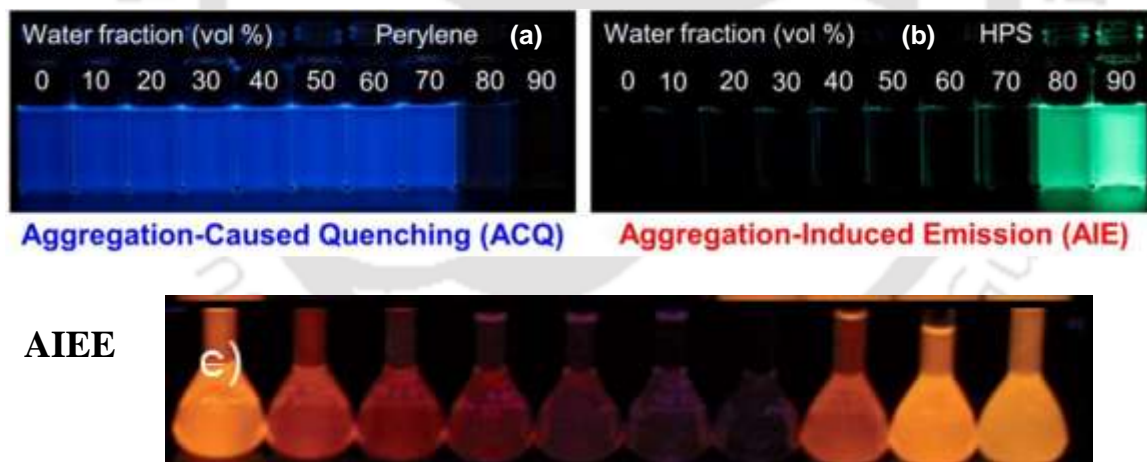 Water fraction (vol %) Perylene (a)
0 10 20 30 40 50 60 70 80 90
Aggregation-Caused Quenching (ACQ)
Water fraction (vol %) (b) HPS
0 10 20 30 40 50 60 70 80 90
Aggregation-Induced Emission (AIE)
AIEE
c)